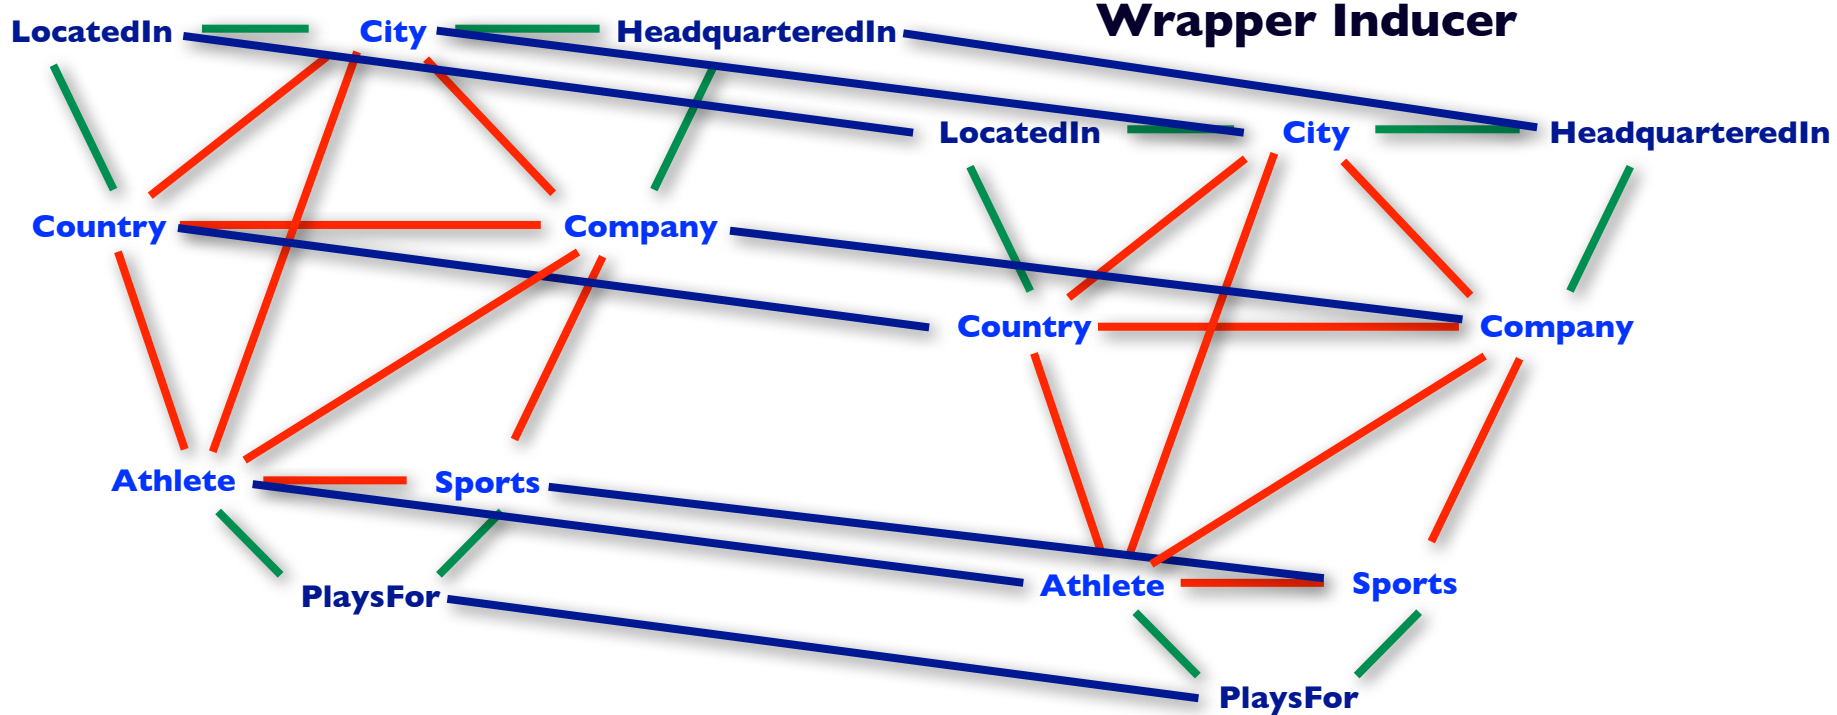 Wrapper Inducer
LocatedIn City HeadquarteredIn
LocatedIn City HeadquarteredIn
Country Company
Country Company
Athlete Sports
Athlete Sports
PlaysFor
PlaysFor